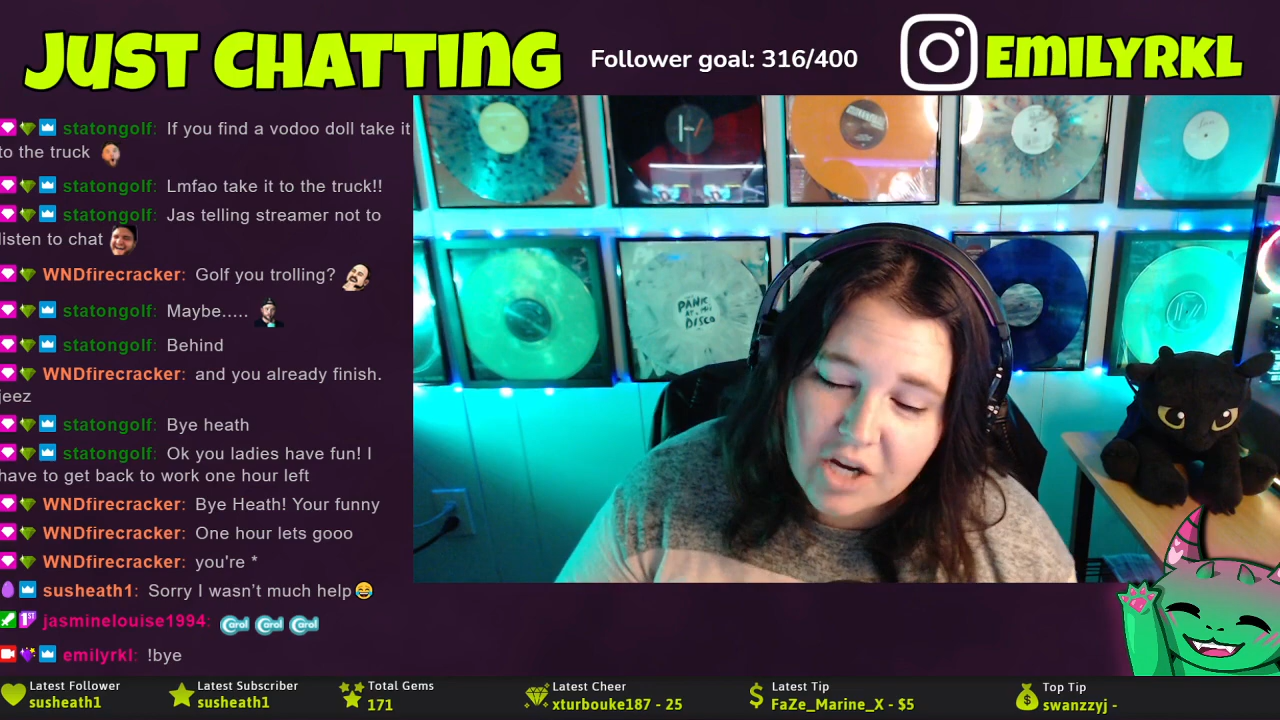 JUST CHATTING
Follower goal: 316/400
EMILYRKL
statongolf: If you find a vodoo doll take it
to the truck
statongolf: Lmfao take it to the truck!!
statongolf: Jas telling streamer not to
listen to chat
WNDfirecracker: Golf you trolling?
statongolf: Maybe.....
statongolf: Behind
WNDfirecracker: and you already finish.
jeez
statongolf: Bye heath
statongolf: Ok you ladies have fun! I
have to get back to work one hour left
WNDfirecracker: Bye Heath! Your funny
WNDfirecracker: One hour lets gooo
WNDfirecracker: you're *
susheath1: Sorry I wasn't much help
1ST jasminelouise1994: Carol Carol Carol
emilyrkl: !bye
PANIC
AT THE
DISCO
Latest Follower
susheath1
Latest Subscriber
susheath1
Total Gems
171
Latest Cheer
xturbouke187 - 25
Latest Tip
FaZe_Marine_X - $5
Top Tip
swanzzyj -